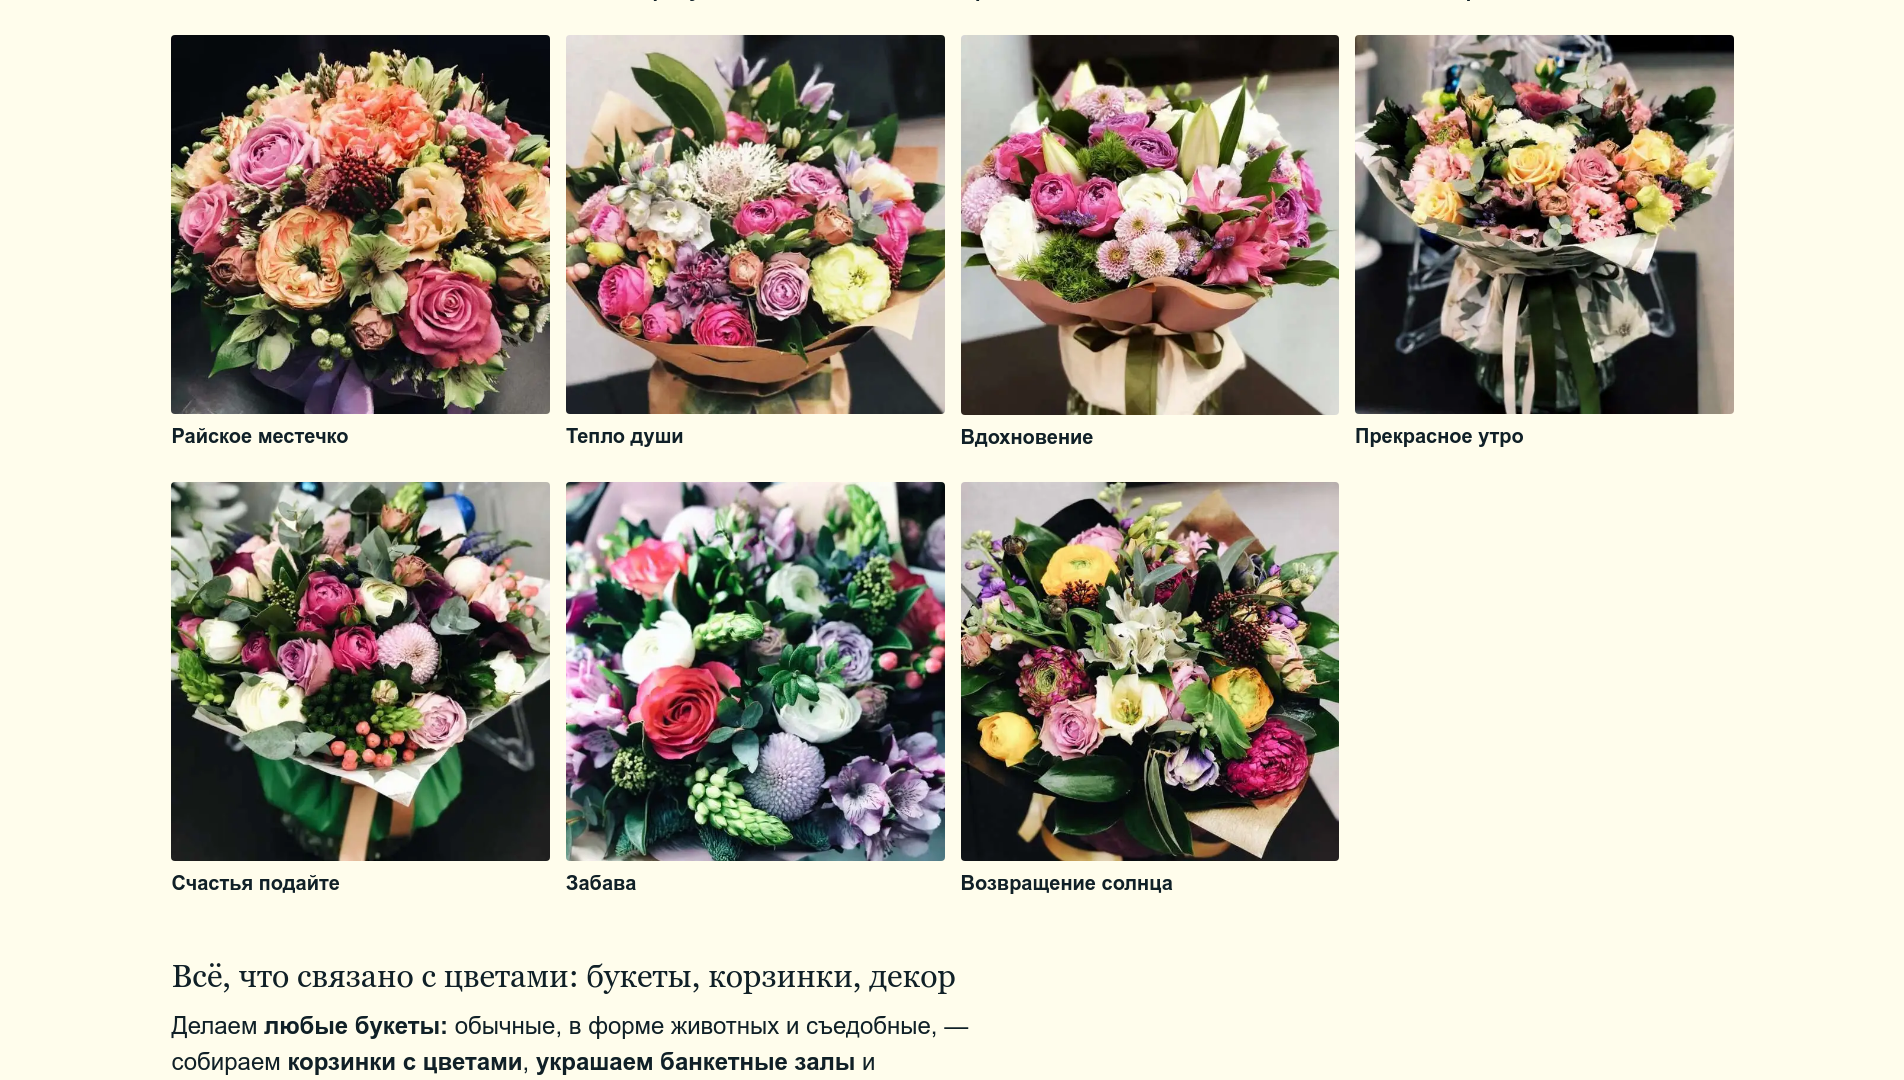 Райское местечко
Тепло души
Вдохновение
Прекрасное утро
Счастья подайте
Забава
Возвращение солнца
Всё, что связано с цветами: букеты, корзинки, декор
Делаем любые букеты: обычные, в форме животных и съедобные, —
собираем корзинки с цветами, украшаем банкетные залы и